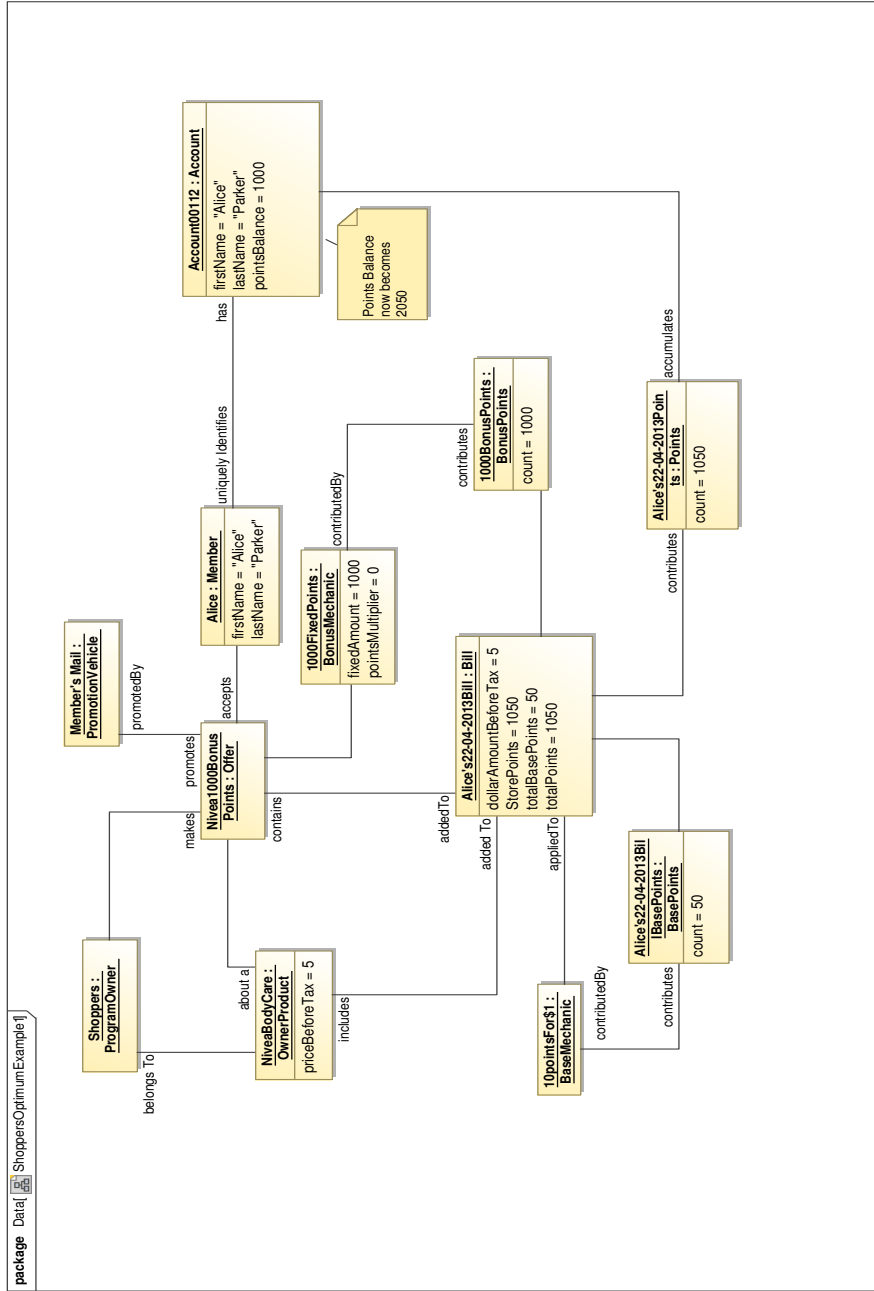 package Data[ ShoppersOptimumExample1]
Shoppers :
ProgramOwner
belongs To
makes
Member's Mail :
PromotionVehicle
promotedBy
promotes
Nivea1000Bonus
Points : Offer
accepts
contains
about a
NiveaBodyCare :
OwnerProduct
priceBeforeTax = 5
includes
Alice : Member
firstName = "Alice"
lastName = "Parker"
uniquely Identifies
has
Account00112 : Account
firstName = "Alice"
lastName = "Parker"
pointsBalance = 1000
Points Balance
now becomes
2050
1000FixedPoints :
BonusMechanic
fixedAmount = 1000
pointsMultiplier = 0
contributedBy
contributes
1000BonusPoints :
BonusPoints
count = 1000
addedTo
added To
appliedTo
Alice's22-04-2013Bill : Bill
dollarAmountBeforeTax = 5
StorePoints = 1050
totalBasePoints = 50
totalPoints = 1050
10pointsFor$1 :
BaseMechanic
contributedBy
contributes
Alice's22-04-2013Bil
lBasePoints :
BasePoints
count = 50
contributes
accumulates
Alice's22-04-2013Poin
ts : Points
count = 1050